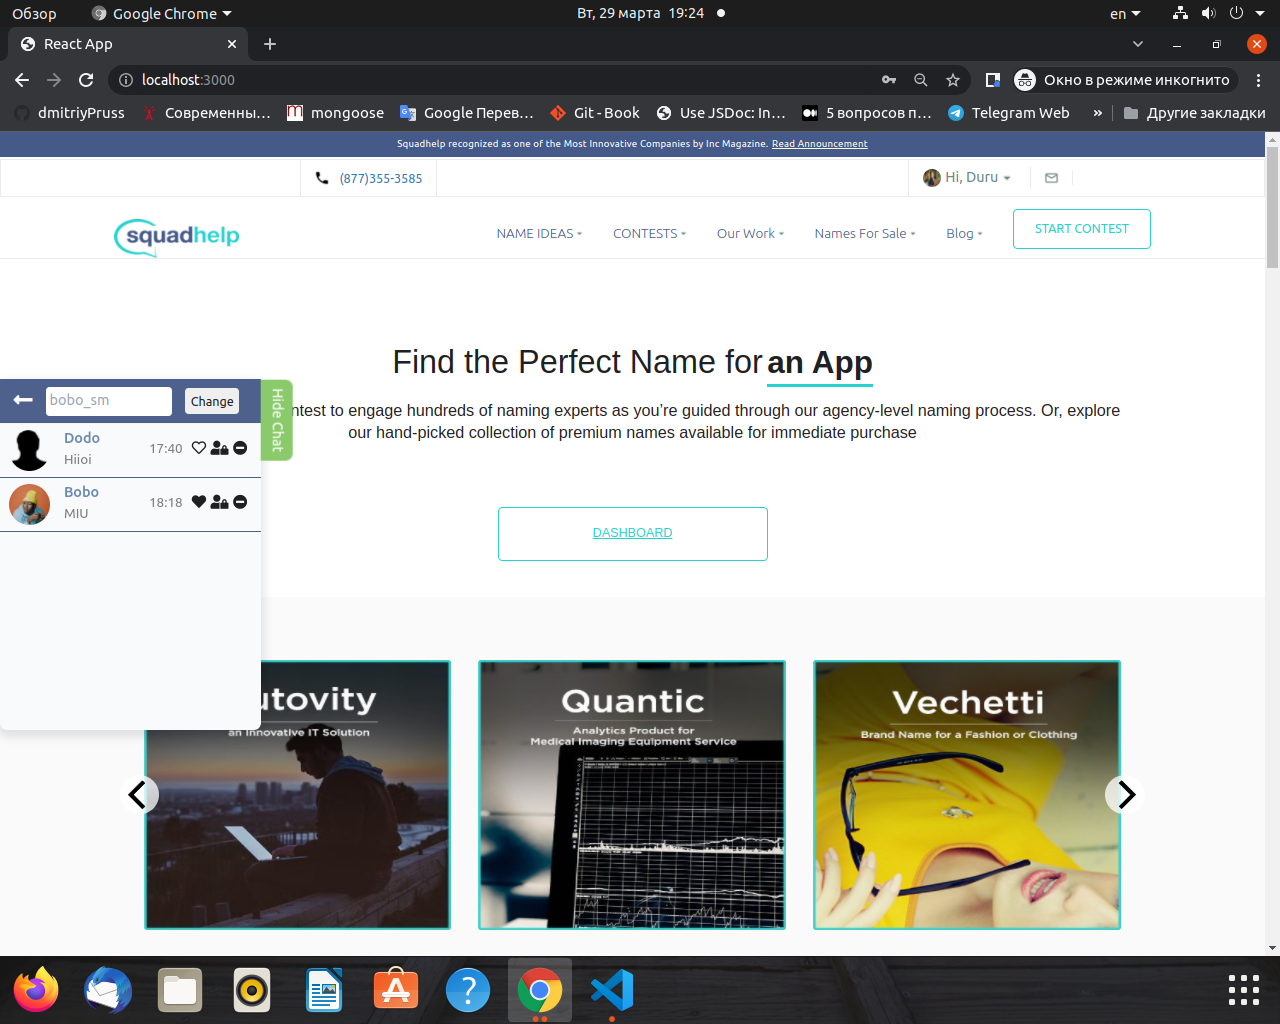 Обзор
Google Chrome
Вт, 29 марта 19:24
en
React App
localhost:3000
Окно в режиме инкогнито
dmitriyPruss
Современны...
mongoose
Google Перев...
Git - Book
Use JSDoc: In...
5 вопросов п...
Telegram Web
»
Другие закладки
Squadhelp recognized as one of the Most Innovative Companies by Inc Magazine. Read Announcement
(877)355-3585
Hi, Duru
squadhelp
NAME IDEAS
CONTESTS
Our Work
Names For Sale
Blog
START CONTEST
Find the Perfect Name for an App
ntest to engage hundreds of naming experts as you’re guided through our agency-level naming process. Or, explore
our hand-picked collection of premium names available for immediate purchase
bobo_sm
Change
Hide Chat
Dodo
Hiioi
17:40
Bobo
MIU
18:18
DASHBOARD
utovity
an Innovative IT Solution
Quantic
Analytics Product for
Medical Imaging Equipment Service
Vechetti
Brand Name for a Fashion or Clothing